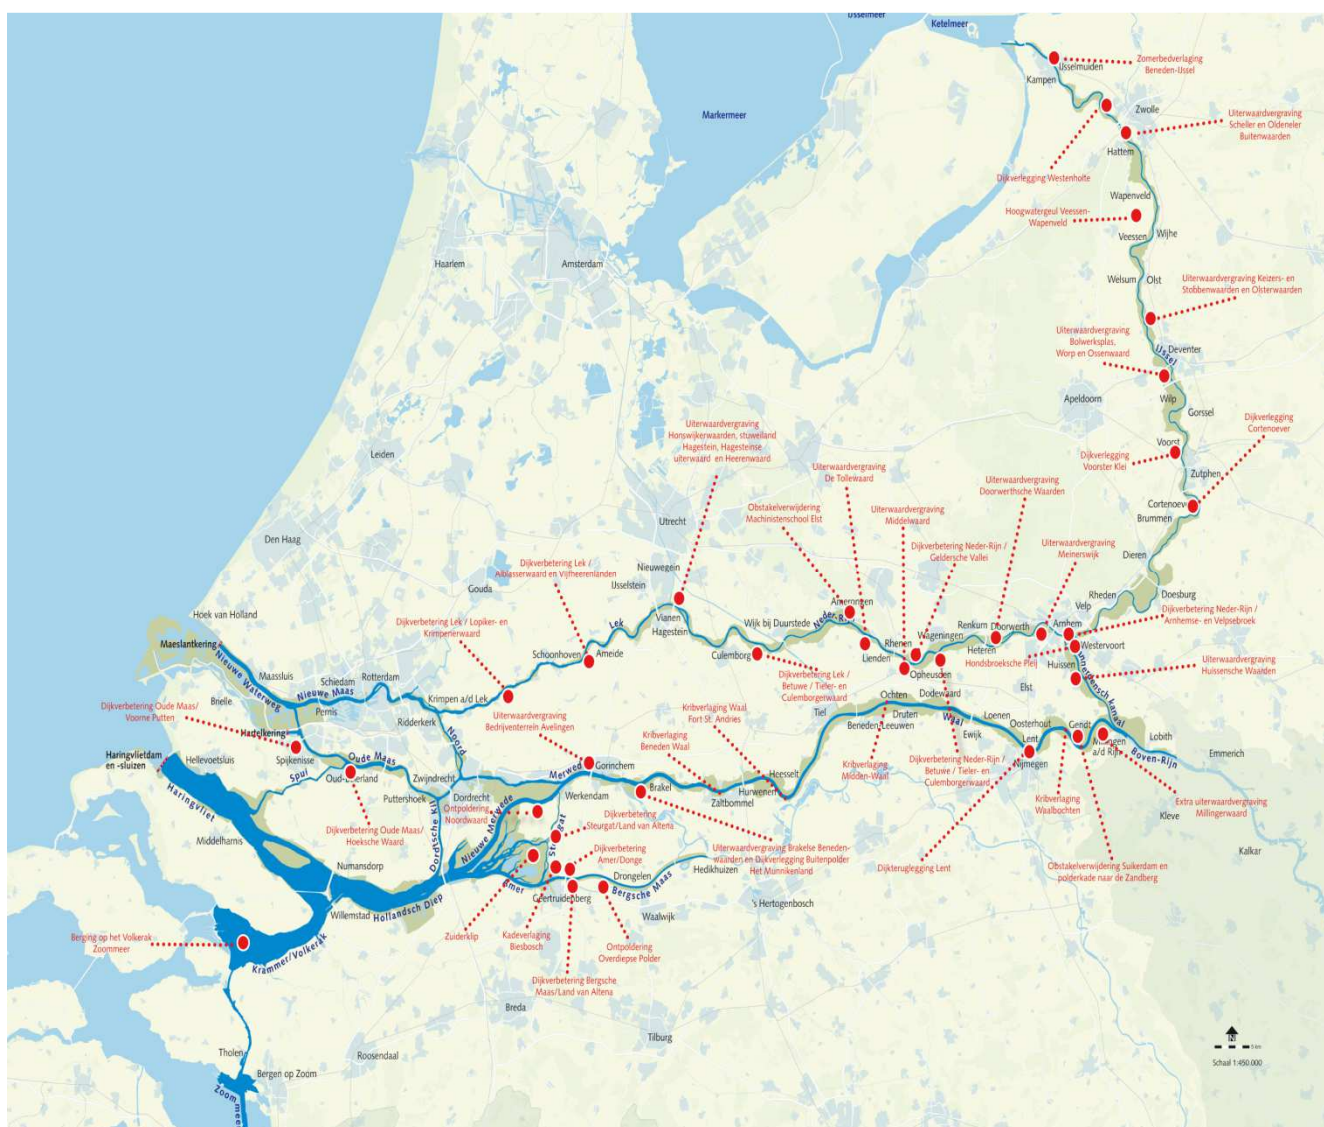 IJsselmeer
Ketelmeer
IJsselmuiden
Kampen
Zomerbedverlaging
Beneden-IJssel
Markermeer
Zwolle
Uiterwaardvergraving
Scheller en Oldeneler
Buitenwaarden
Hattem
Dijkverlegging Westenholte
Wapenveld
Hoogwatergeul Veessen-
Wapenveld
Veessen
Wijhe
Haarlem
Amsterdam
Welsum
Olst
Uiterwaardvergraving Keizers- en
Stobbenwaarden en Olsterwaarden
Uiterwaardvergraving
Bolwerksplas,
Worp en Ossenwaard
IJssel
Deventer
Apeldoorn
Wilp
Gorssel
Dijkverlegging
Cortenoever
Uiterwaardvergraving
Honswijkerwaarden, stuweiland
Hagestein, Hagesteinse
uiterwaard en Heerenwaard
Leiden
Voorst
Dijkverlegging
Voorster Klei
Zutphen
Uiterwaardvergraving
De Tollewaard
Uiterwaardvergraving
Doorwerthsche Waarden
Obstakelverwijdering
Machinistenschool Elst
Uiterwaardvergraving
Middelwaard
Cortenoever
Brummen
Utrecht
Den Haag
Dijkverbetering Neder-Rijn /
Geldersche Vallei
Uiterwaardvergraving
Meinerswijk
Dieren
Dijkverbetering Lek /
Alblasserwaard en Vijfheerenlanden
Nieuwegein
IJsselstein
Gouda
Rheden
Doesburg
Velp
Hoek van Holland
Amerongen
Vianen
Hagestein
Lek
Wijk bij Duurstede
Neder-Rijn
Dijkverbetering Lek / Lopiker- en
Krimpenerwaard
Renkum
Doorwerth
Arnhem
Dijkverbetering Neder-Rijn /
Arnhemse- en Velpsebroek
Maeslantkering
Wageningen
Rhenen
Heteren
Westervoort
Schoonhoven
Ameide
Culemborg
Lienden
Hondsbroeksche Pleij
Huissen
Uiterwaardvergraving
Huissensche Waarden
Maassluis
Nieuwe Waterweg
Schiedam
Rotterdam
Opheusden
Dijkverbetering Lek /
Betuwe / Tieler- en
Culemborgerwaard
Elst
Pannerdensch kanaal
Nieuwe Maas
Krimpen a/d Lek
Ochten
Dodewaard
Brielle
Pernis
Dijkverbetering Oude Maas/
Voorne Putten
Ridderkerk
Uiterwaardvergraving
Bedrijventerrein Avelingen
Kribverlaging Waal
Fort St. Andries
Tiel
Druten
Beneden-Leeuwen
Waal
Loenen
Oosterhout
Gendt
Hartelkering
Noord
Kribverlaging
Beneden Waal
Ewijk
Lent
Millingen
a/d Rijn
Lobith
Boven-Rijn
Emmerich
Haringvlietdam
en -sluizen
Hellevoetsluis
Spijkenisse
Oude Maas
Gorinchem
Merwede
Kribverlaging
Midden-Waal
Dijkverbetering Neder-Rijn /
Betuwe / Tieler- en
Culemborgerwaard
Nijmegen
Spui
Oud-Beijerland
Zwijndrecht
Heesselt
Brakel
Hurwenen
Kribverlaging
Waalbochten
Extra uiterwaardvergraving
Millingerwaard
Haringvliet
Puttershoek
Dordrecht
Werkendam
Zaltbommel
Kleve
Ontpoldering
Noordwaard
Dijkverbetering
Steurgat/Land van Altena
Dordtsche Kil
Nieuwe Merwede
Steurgat
Middelharnis
Dijkverbetering Oude Maas/
Hoeksche Waard
Dijkverbetering
Amer/Donge
Uiterwaardvergraving Brakelse Beneden-
waarden en Dijkverlegging Buitenpolder
Het Munnikenland
Kalkar
Numansdorp
Hedikhuizen
Dijkteruglegging Lent
Obstakelverwijdering Suikerdam en
polderkade naar de Zandberg
Drongelen
Amer
Bergsche Maas
Geertruidenberg
Willemstad
Hollandsch Diep
Waalwijk
's Hertogenbosch
Berging op het Volkerak
Zoommeer
Zuiderklip
Kadeverlaging
Biesbosch
Ontpoldering
Overdiepse Polder
Krammer/Volkerak
Dijkverbetering Bergsche
Maas/Land van Altena
Breda
Tilburg
N
5 km
Schaal 1:450.000
Tholen
Roosendaal
Bergen op Zoom
Zoommeer